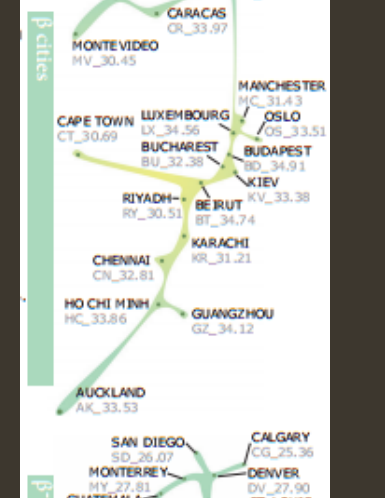 β cities
CARACAS
CR_33.97
MONTEVIDEO
MV_30.45
MANCHESTER
MC_31.43
CAPE TOWN
CT_30.69
LUXEMBOURG
LX_34.56
OSLO
OS_33.51
BUCHAREST
BU_32.38
BUDAPEST
BD_34.91
KIEV
KV_33.38
RIYADH
RY_30.51
BEIRUT
BT_34.74
KARACHI
KR_31.21
CHENNAI
CN_32.81
HO CHI MINH
HC_33.86
GUANGZHOU
GZ_34.12
AUCKLAND
AK_33.53
β-
SAN DIEGO
SD_26.07
CALGARY
CG_25.36
MONTERREY
MY_27.81
DENVER
DV_27.90